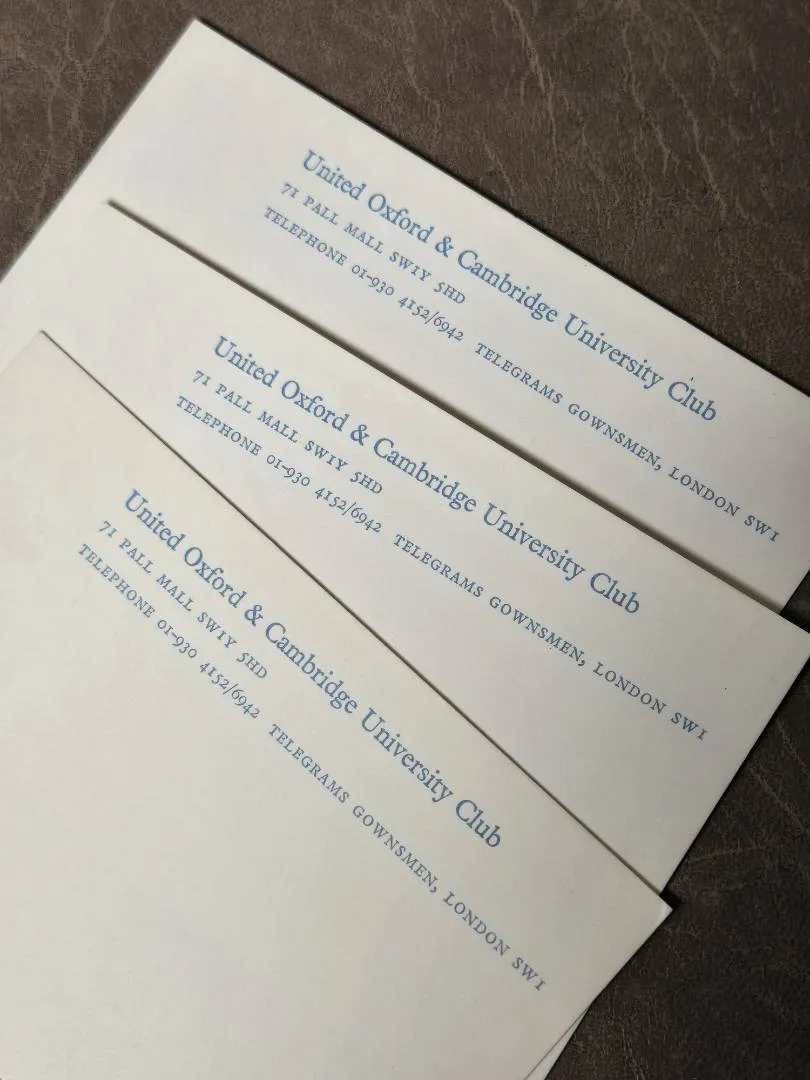 United Oxford & Cambridge University Club
71 PALL MALL SW1Y 5HD
TELEPHONE 01-930 4152/6942 TELEGRAMS GOWNSMEN, LONDON SW1
United Oxford & Cambridge University Club
71 PALL MALL SW1Y 5HD
TELEPHONE 01-930 4152/6942 TELEGRAMS GOWNSMEN, LONDON SW1
United Oxford & Cambridge University Club
71 PALL MALL SW1Y 5HD
TELEPHONE 01-930 4152/6942 TELEGRAMS GOWNSMEN, LONDON SW1